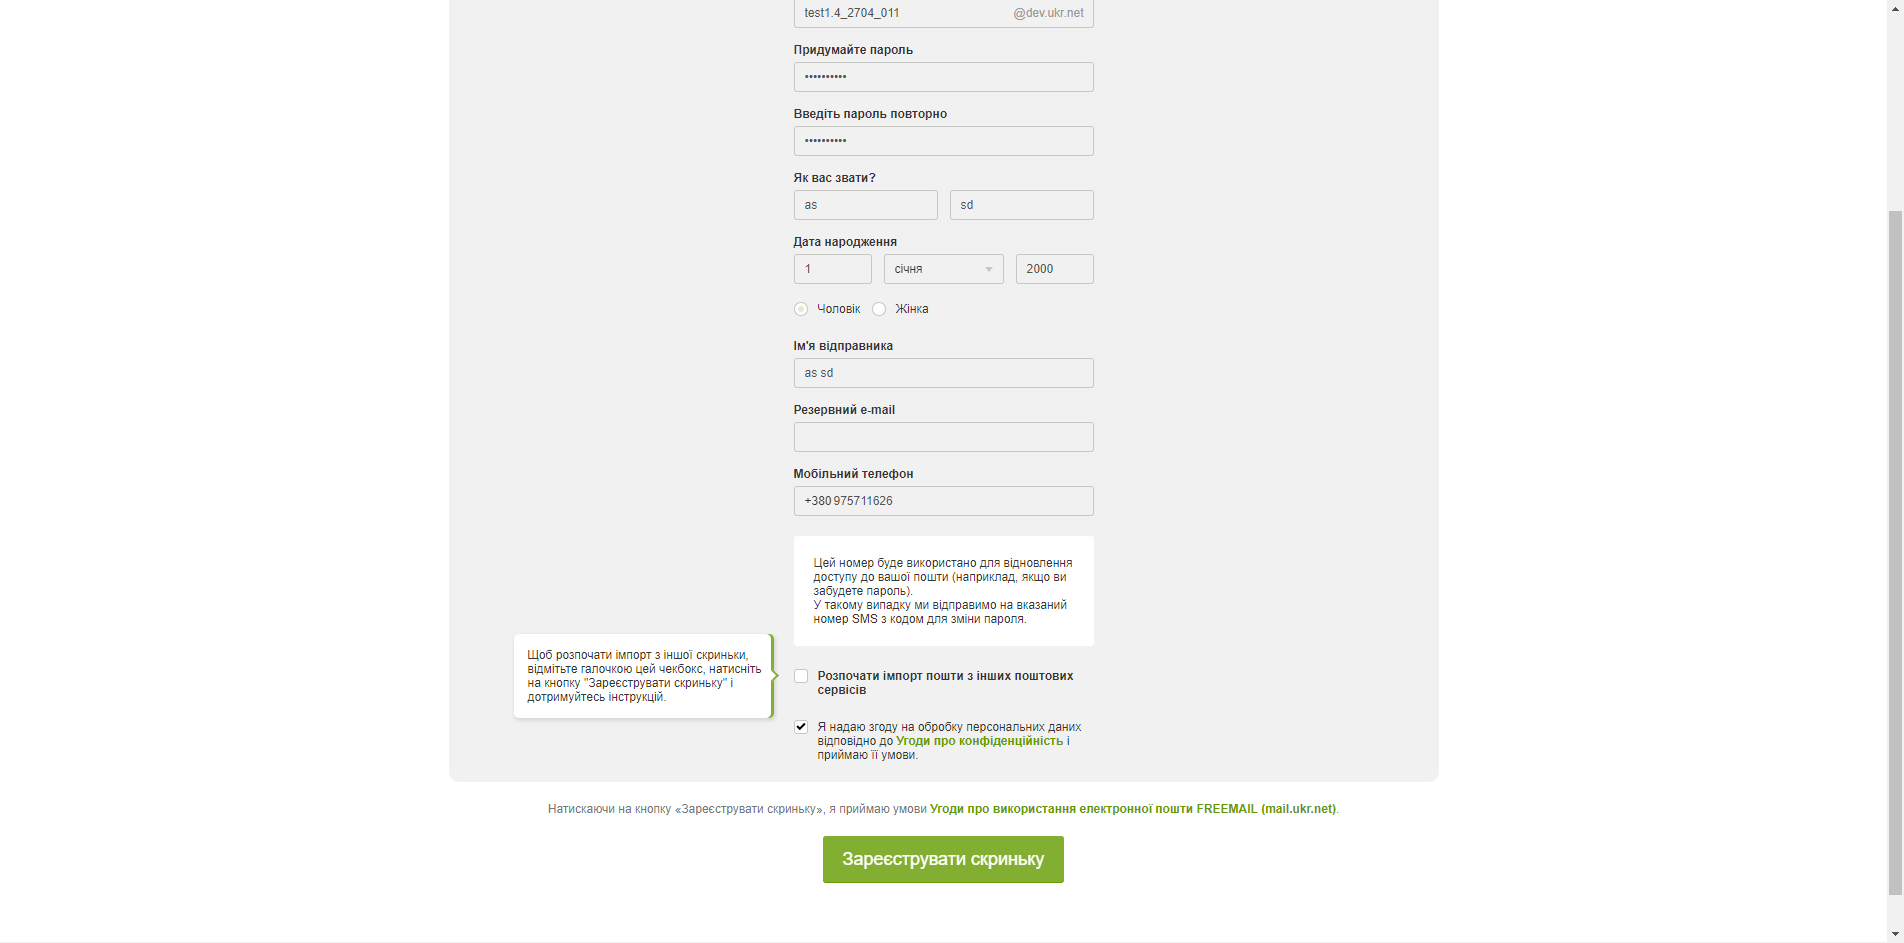 test1.4_2704_011 @dev.ukr.net
Придумайте пароль
••••••••••
Введіть пароль повторно
••••••••••
Як вас звати?
as sd
Дата народження
1 січня 2000
Чоловік Жінка
Ім'я відправника
as sd
Резервний e-mail
Мобільний телефон
+380 975711626
Цей номер буде використано для відновлення
доступу до вашої пошти (наприклад, якщо ви
забудете пароль).
У такому випадку ми відправимо на вказаний
номер SMS з кодом для зміни пароля.
Щоб розпочати імпорт з іншої скриньки,
відмітьте галочкою цей чекбокс, натисніть
на кнопку "Зареєструвати скриньку" і
дотримуйтесь інструкцій.
Розпочати імпорт пошти з інших поштових
сервісів
Я надаю згоду на обробку персональних даних
відповідно до Угоди про конфіденційність і
приймаю її умови.
Натискаючи на кнопку «Зареєструвати скриньку», я приймаю умови Угоди про використання електронної пошти FREEMAIL (mail.ukr.net).
Зареєструвати скриньку